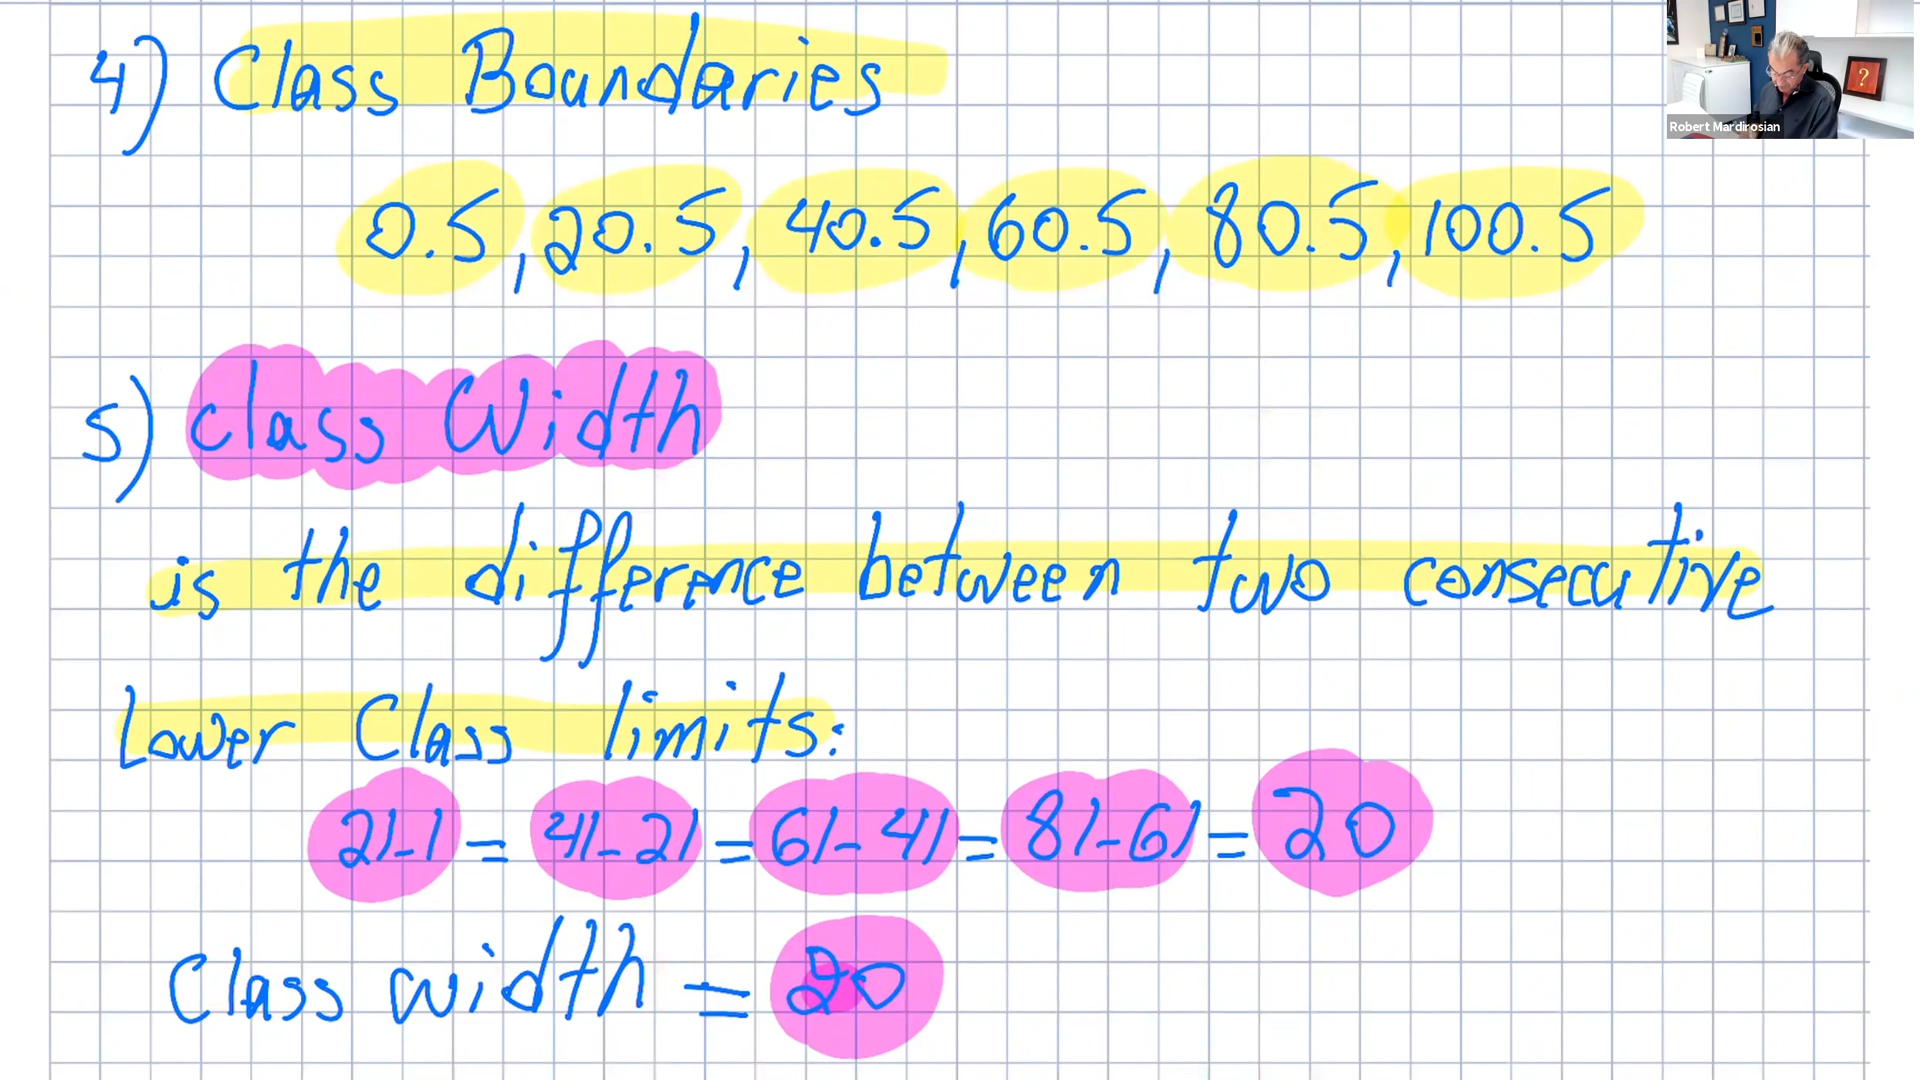 4) Class Boundaries
Robert Mardirosian
0.5, 20.5, 40.5, 60.5, 80.5, 100.5
5) class Width
is the difference between two consecutive
Lower Class limits:
21-1 = 41-21 = 61-41 = 81-61 = 20
Class width = 20
?